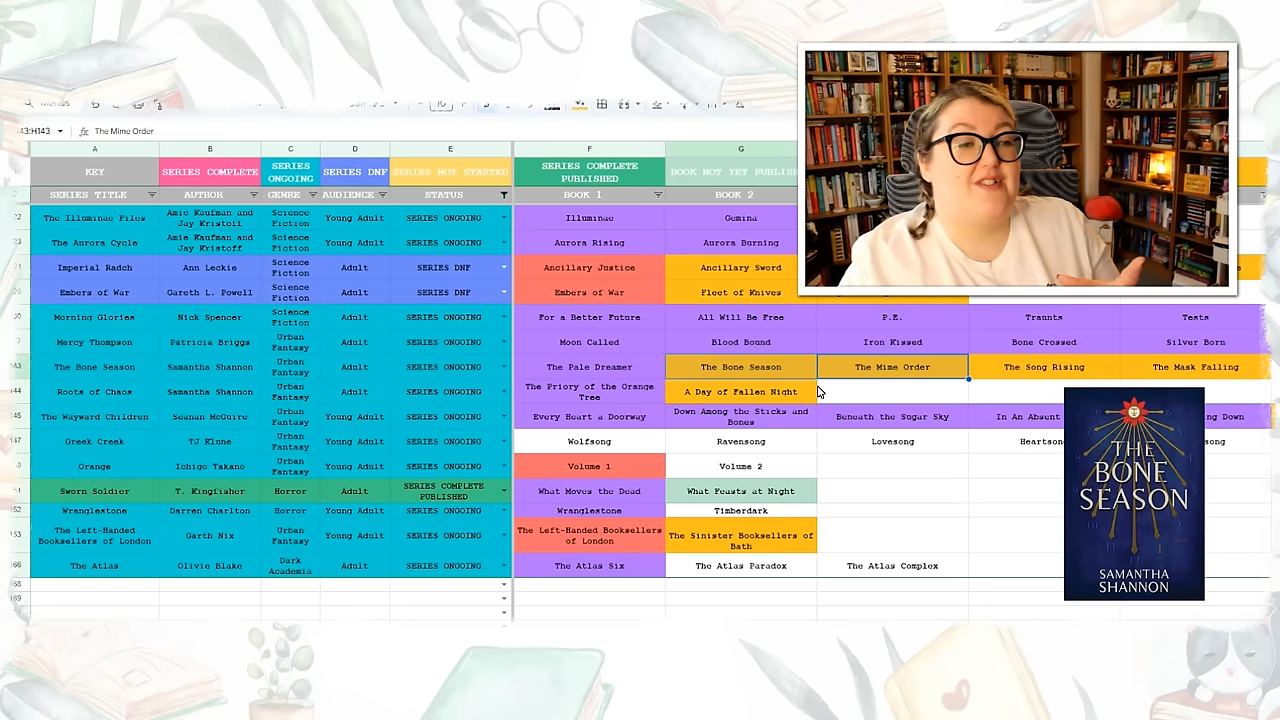 43:H143 fx The Mime Order
A B C D E F G
KEY SERIES COMPLETE SERIES ONGOING SERIES DNF SERIES NOT STARTED SERIES COMPLETE PUBLISHED BOOK NOT YET PUBLISHE
SERIES TITLE AUTHOR GENRE AUDIENCE STATUS BOOK 1 BOOK 2
The Illuminae Files Amie Kaufman and Jay Kristoff Science Fiction Young Adult SERIES ONGOING Illuminae Gemina
The Aurora Cycle Amie Kaufman and Jay Kristoff Science Fiction Young Adult SERIES ONGOING Aurora Rising Aurora Burning
Imperial Radch Ann Leckie Science Fiction Adult SERIES DNF Ancillary Justice Ancillary Sword
Embers of War Gareth L. Powell Science Fiction Adult SERIES DNF Embers of War Fleet of Knives
Morning Glories Nick Spencer Science Fiction Young Adult SERIES ONGOING For a Better Future All Will Be Free P.E. Truants Tests
Mercy Thompson Patricia Briggs Urban Fantasy Adult SERIES ONGOING Moon Called Blood Bound Iron Kissed Bone Crossed Silver Born
The Bone Season Samantha Shannon Urban Fantasy Adult SERIES ONGOING The Pale Dreamer The Bone Season The Mime Order The Song Rising The Mask Falling
44 Roots of Chaos Samantha Shannon Urban Fantasy Adult SERIES ONGOING The Priory of the Orange Tree A Day of Fallen Night
45 The Wayward Children Seanan McGuire Urban Fantasy Young Adult SERIES ONGOING Every Heart a Doorway Down Among the Sticks and Bones Beneath the Sugar Sky In An Absent ng Down
Greek Creek TJ Klune Urban Fantasy Adult SERIES ONGOING Wolfsong Ravensong Lovesong Heartson song
Orange Ichigo Takano Urban Fantasy Young Adult SERIES ONGOING Volume 1 Volume 2
Sworn Soldier T. Kingfisher Horror Adult SERIES COMPLETE PUBLISHED What Moves the Dead What Feasts at Night
Wranglestone Darren Charlton Horror Young Adult SERIES ONGOING Wranglestone Timberdark
The Left-Handed Booksellers of London Garth Nix Urban Fantasy Young Adult SERIES ONGOING The Left-Handed Booksellers of London The Sinister Booksellers of Bath
The Atlas Olivie Blake Dark Academia Adult SERIES ONGOING The Atlas Six The Atlas Paradox The Atlas Complex
THE
BONE
SEASON
SAMANTHA
SHANNON